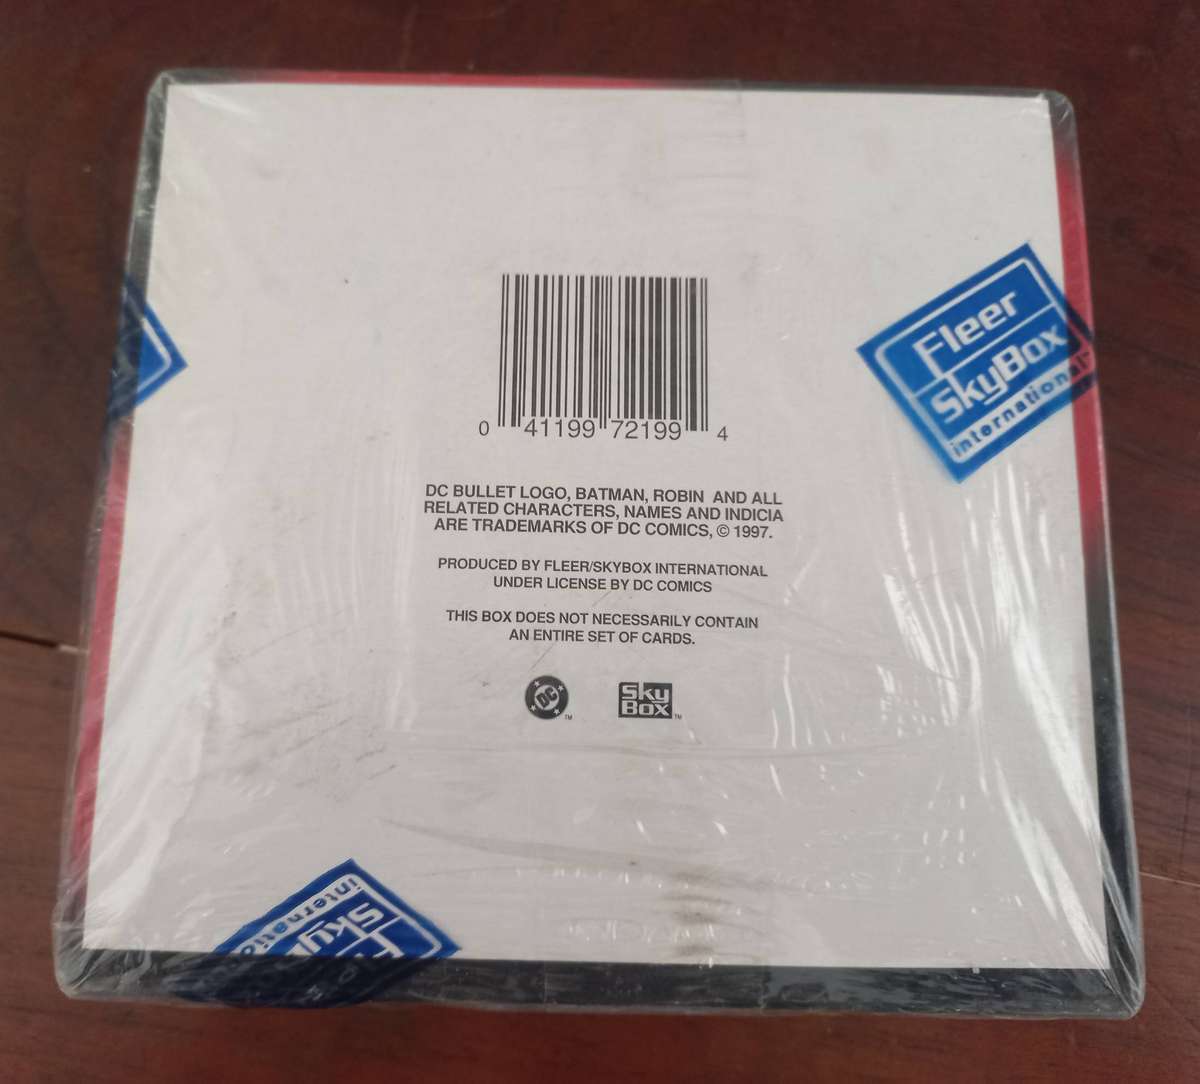 Fleer
SkyBox
international
0 41199 72199 4
DC BULLET LOGO, BATMAN, ROBIN AND ALL
RELATED CHARACTERS, NAMES AND INDICIA
ARE TRADEMARKS OF DC COMICS, © 1997.
PRODUCED BY FLEER/SKYBOX INTERNATIONAL
UNDER LICENSE BY DC COMICS
THIS BOX DOES NOT NECESSARILY CONTAIN
AN ENTIRE SET OF CARDS.
DC TM
Sky
Box TM